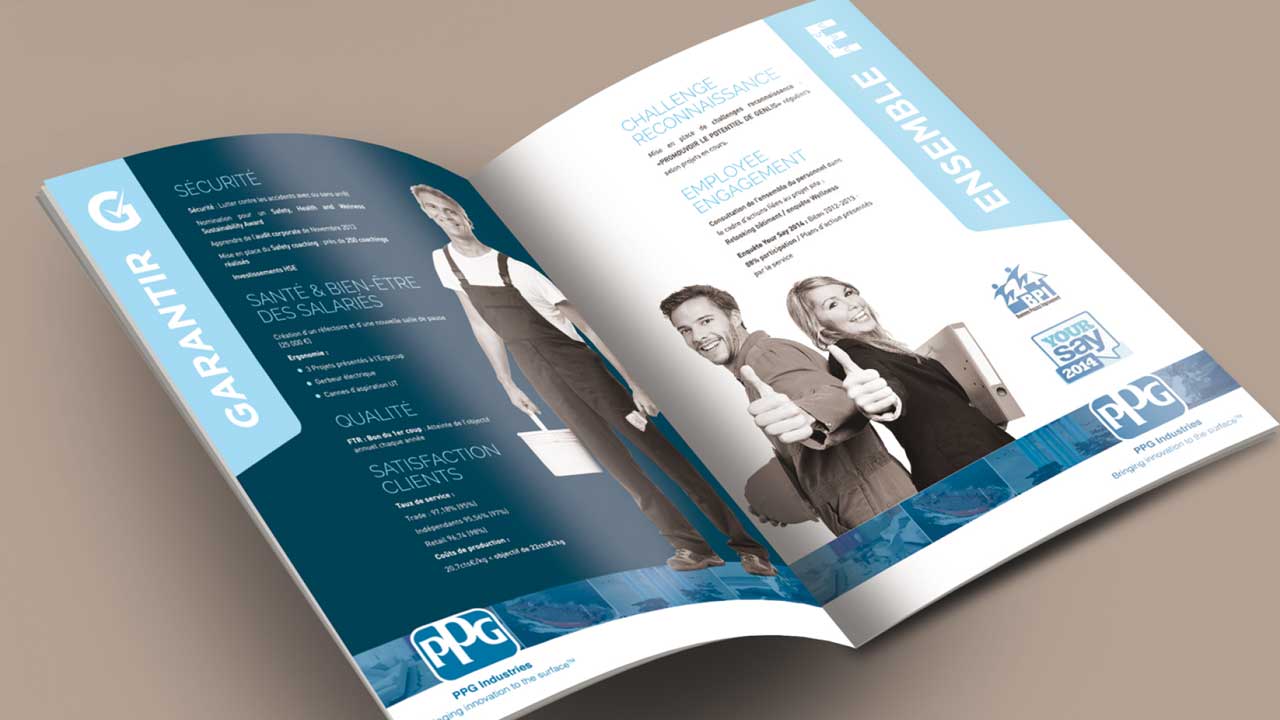 GARANTIR G
SÉCURITÉ
Sécurité : Lutter contre les accidents avec ou sans arrêt
Nomination pour un Safety, Health and Wellness
Sustainability Award
Apprendre de l'audit corporate de Novembre 2013
Mise en place du Safety coaching : près de 250 coachings
réalisés
Investissements HSE
SANTÉ & BIEN-ÊTRE
DES SALARIÉS
Création d'un réfectoire et d'une nouvelle salle de pause
(25 000 €)
Ergonomie :
3 Projets présentés à l'Ergocup
Gerbeur électrique
Cannes d'aspiration UT
QUALITÉ
FTR : Bon du 1er coup : Atteinte de l'objectif
annuel chaque année
SATISFACTION
CLIENTS
Taux de service :
Trade : 97,18% (95%)
Indépendants 95,56% (97%)
Retail 96,74 (98%)
Coûts de production :
20,7cts€/kg < objectif de 22cts€/kg
PPG
PPG Industries
ging innovation to the surface™
ENSEMBLE E
CHALLENGE
RECONNAISSANCE
Mise en place de challenges reconnaissance :
«PROMOUVOIR LE POTENTIEL DE GENLIS» réguliers
selon projets en cours.
EMPLOYEE
ENGAGEMENT
Consultation de l'ensemble du personnel dans
le cadre d'actions liées au projet site :
Relooking bâtiment / enquête Wellness
Enquête Your Say 2014 : Bilan 2012-2013
88% participation / Plans d'action présentés
par le service
BPI
YOUR
say
2014
PPG
PPG Industries
Bringing innovation to the surface™